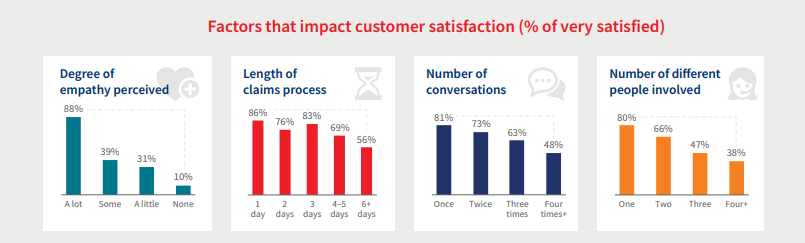 Factors that impact customer satisfaction (% of very satisfied)
Degree of
empathy perceived
88%
39%
31%
10%
A lot Some A little None
Length of
claims process
86%
76%
83%
69%
56%
1 day
2 days
3 days
4–5 days
6+ days
Number of
conversations
81%
73%
63%
48%
Once Twice Three times Four times+
Number of different
people involved
80%
66%
47%
38%
One Two Three Four+